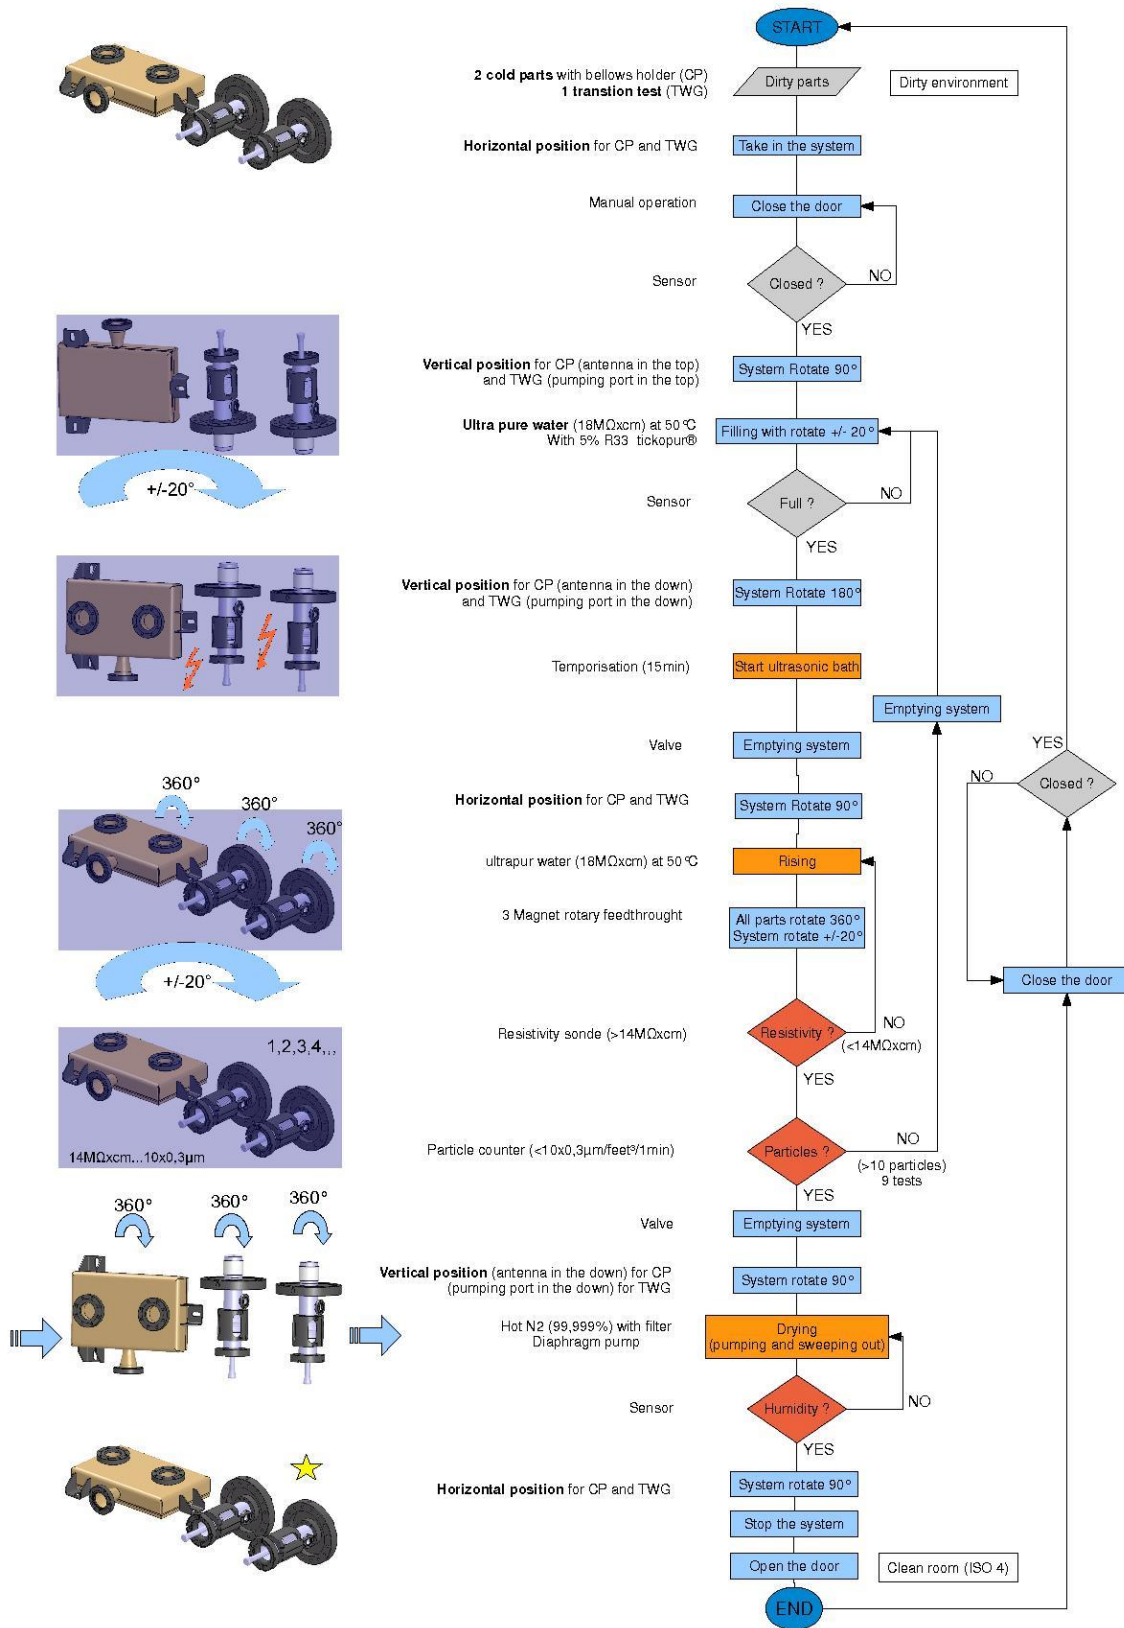 START
2 cold parts with bellows holder (CP)
1 transtion test (TWG)
Dirty parts
Dirty environment
Horizontal position for CP and TWG
Take in the system
Manual operation
Close the door
Sensor
Closed ?
NO
YES
Vertical position for CP (antenna in the top)
and TWG (pumping port in the top)
System Rotate 90°
Ultra pure water (18MΩxcm) at 50°C
With 5% R33 tickopur®
Filling with rotate +/- 20°
+/-20°
Sensor
Full ?
NO
YES
Vertical position for CP (antenna in the down)
and TWG (pumping port in the down)
System Rotate 180°
Temporisation (15min)
Start ultrasonic bath
Emptying system
Valve
Emptying system
YES
NO
Closed ?
360°
360°
360°
Horizontal position for CP and TWG
System Rotate 90°
ultrapur water (18MΩxcm) at 50°C
Rising
3 Magnet rotary feedthrought
All parts rotate 360°
System rotate +/-20°
+/-20°
Close the door
Resistivity sonde (>14MΩxcm)
Resistivity ?
NO
(<14MΩxcm)
YES
1,2,3,4,,,
14MΩxcm...10x0,3µm
Particle counter (<10x0,3µm/feet³/1min)
Particles ?
NO
(>10 particles)
9 tests
YES
360°
360°
360°
Valve
Emptying system
Vertical position (antenna in the down) for CP
(pumping port in the down) for TWG
System rotate 90°
Hot N2 (99,999%) with filter
Diaphragm pump
Drying
(pumping and sweeping out)
Sensor
Humidity ?
NO
YES
Horizontal position for CP and TWG
System rotate 90°
Stop the system
Open the door
Clean room (ISO 4)
END